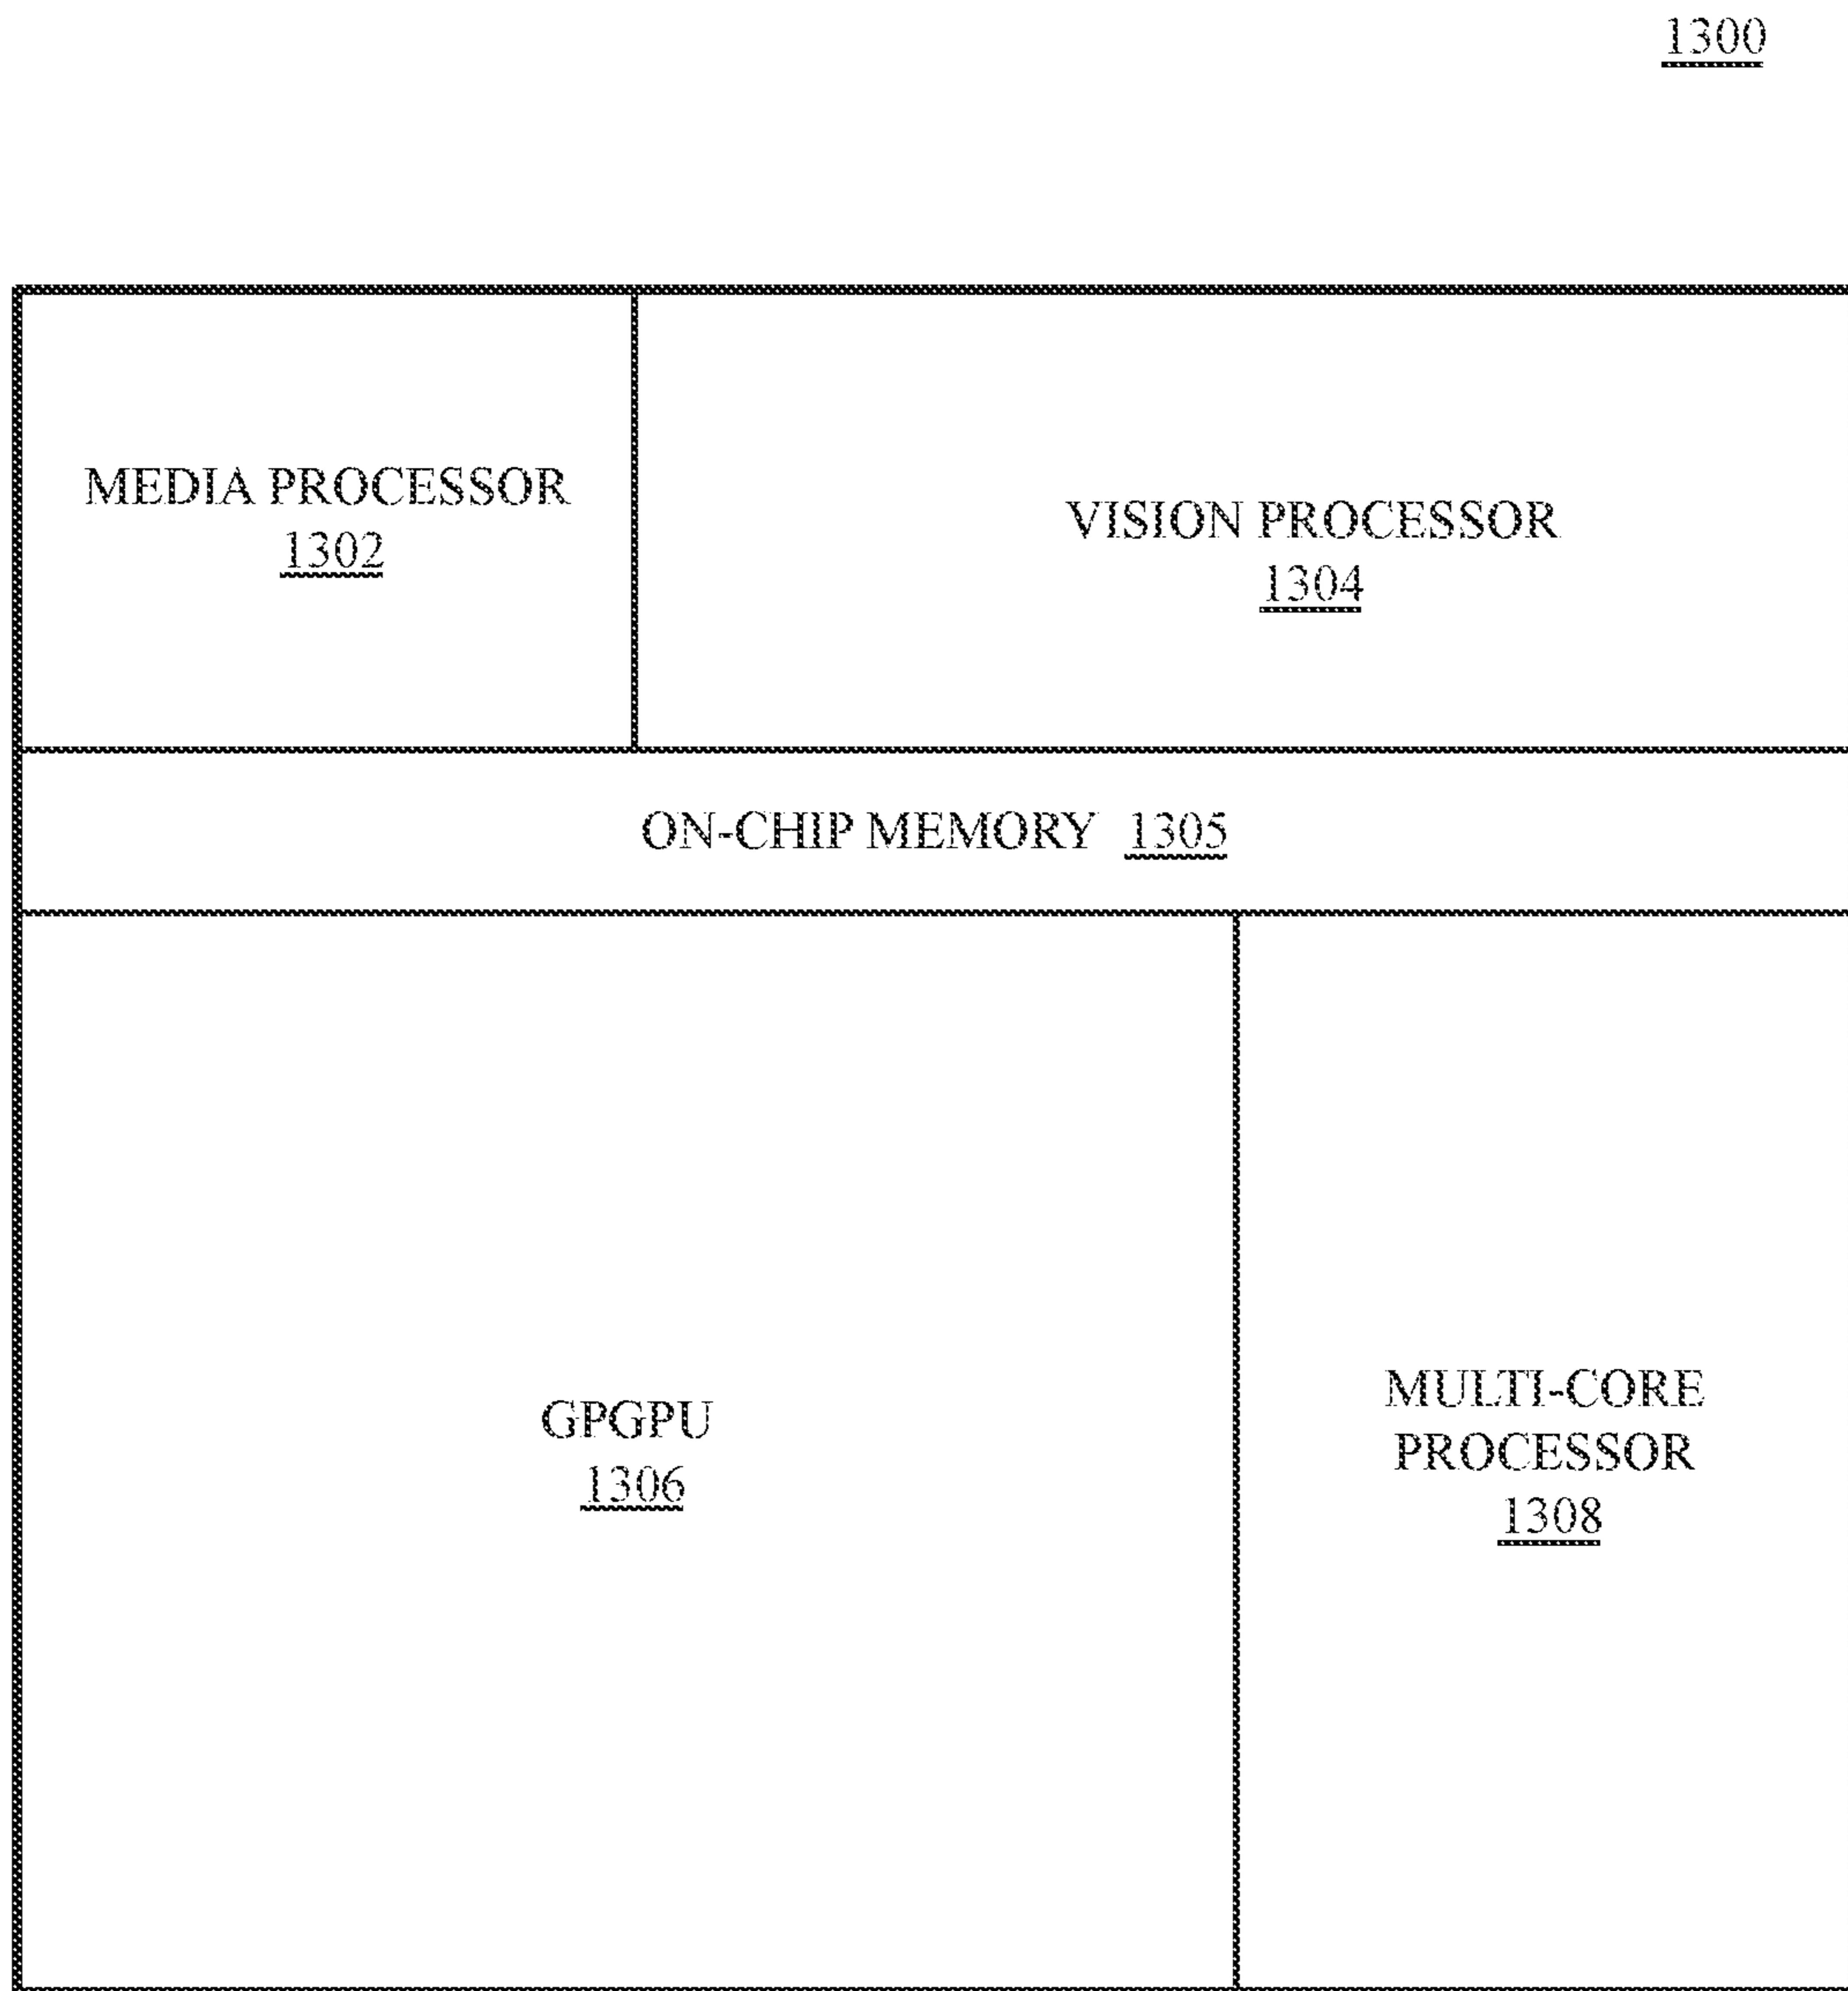 1300
MEDIA PROCESSOR
1302
VISION PROCESSOR
1304
ON-CHIP MEMORY 1305
GPGPU
1306
MULTI-CORE
PROCESSOR
1308